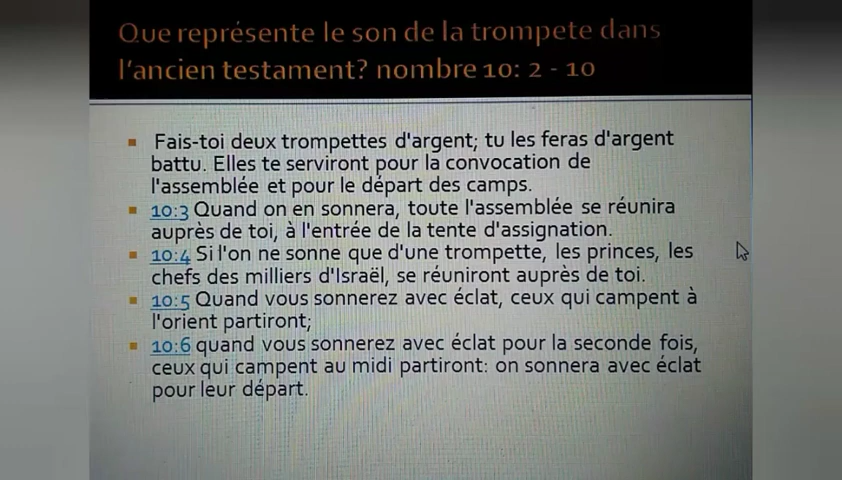 Que représente le son de la trompete dans
l'ancien testament? nombre 10: 2 - 10
Fais-toi deux trompettes d'argent; tu les feras d'argent
battu. Elles te serviront pour la convocation de
l'assemblée et pour le départ des camps.
10:3 Quand on en sonnera, toute l'assemblée se réunira
auprès de toi, à l'entrée de la tente d'assignation.
10:4 Si l'on ne sonne que d'une trompette, les princes, les
chefs des milliers d'Israël, se réuniront auprès de toi.
10:5 Quand vous sonnerez avec éclat, ceux qui campent à
l'orient partiront;
10:6 quand vous sonnerez avec éclat pour la seconde fois,
ceux qui campent au midi partiront: on sonnera avec éclat
pour leur départ.